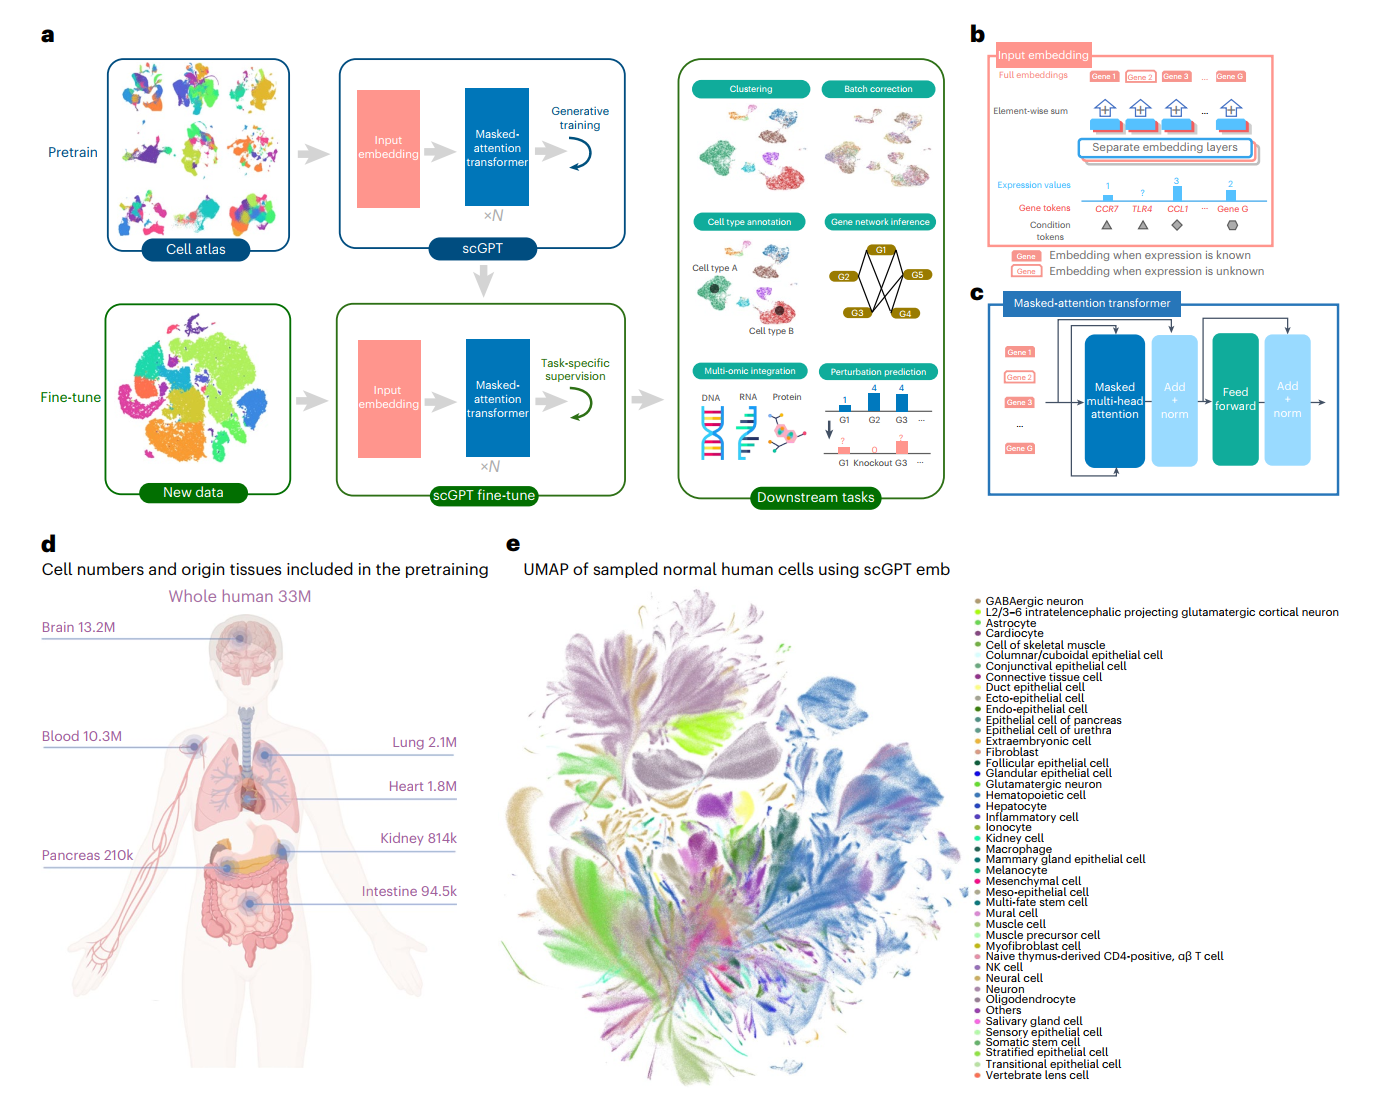 a
Pretrain
Cell atlas
Input
embedding
Masked-
attention
transformer
×N
Generative
training
scGPT
Fine-tune
New data
Input
embedding
Masked-
attention
transformer
×N
Task-specific
supervision
scGPT fine-tune
Clustering
Batch correction
Cell type annotation
Cell type A
Cell type B
Gene network inference
G1
G2
G5
G3
G4
Multi-omic integration
DNA
RNA
Protein
Perturbation prediction
1
4
4
G1
G2
G3
...
?
0
?
G1 Knockout G3 ...
Downstream tasks
b
Input embedding
Full embeddings
Gene 1
Gene 2
Gene 3
...
Gene G
Element-wise sum
+ + + ... +
Separate embedding layers
Expression values
1
?
3
2
Gene tokens
CCR7
TLR4
CCL1
...
Gene G
Condition
tokens
Gene
Embedding when expression is known
Gene
Embedding when expression is unknown
c
Masked-attention transformer
Gene 1
Gene 2
Gene 3
...
Gene G
Masked
multi-head
attention
Add
+
norm
Feed
forward
Add
+
norm
d
Cell numbers and origin tissues included in the pretraining
Whole human 33M
Brain 13.2M
Blood 10.3M
Lung 2.1M
Heart 1.8M
Kidney 814k
Pancreas 210k
Intestine 94.5k
e
UMAP of sampled normal human cells using scGPT emb
GABAergic neuron
L2/3–6 intratelencephalic projecting glutamatergic cortical neuron
Astrocyte
Cardiocyte
Cell of skeletal muscle
Columnar/cuboidal epithelial cell
Conjunctival epithelial cell
Connective tissue cell
Duct epithelial cell
Ecto-epithelial cell
Endo-epithelial cell
Epithelial cell of pancreas
Epithelial cell of urethra
Extraembryonic cell
Fibroblast
Follicular epithelial cell
Glandular epithelial cell
Glutamatergic neuron
Hematopoietic cell
Hepatocyte
Inflammatory cell
Ionocyte
Kidney cell
Macrophage
Mammary gland epithelial cell
Melanocyte
Mesenchymal cell
Meso-epithelial cell
Multi-fate stem cell
Mural cell
Muscle cell
Muscle precursor cell
Myofibroblast cell
Naive thymus-derived CD4-positive, αβ T cell
NK cell
Neural cell
Neuron
Oligodendrocyte
Others
Salivary gland cell
Sensory epithelial cell
Somatic stem cell
Stratified epithelial cell
Transitional epithelial cell
Vertebrate lens cell